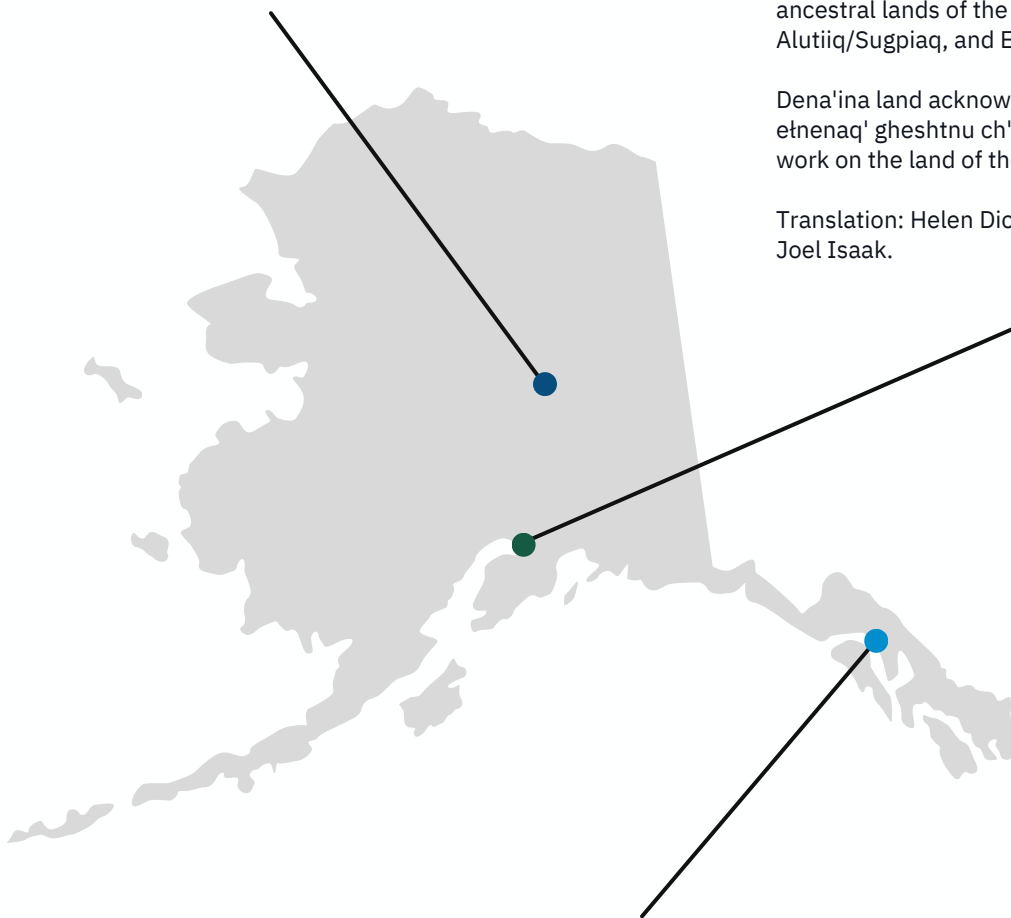 ancestral lands of the
Alutiiq/Sugpiaq, and E
Dena'ina land acknow
ełnenaq' gheshtnu ch'
work on the land of th
Translation: Helen Dic
Joel Isaak.